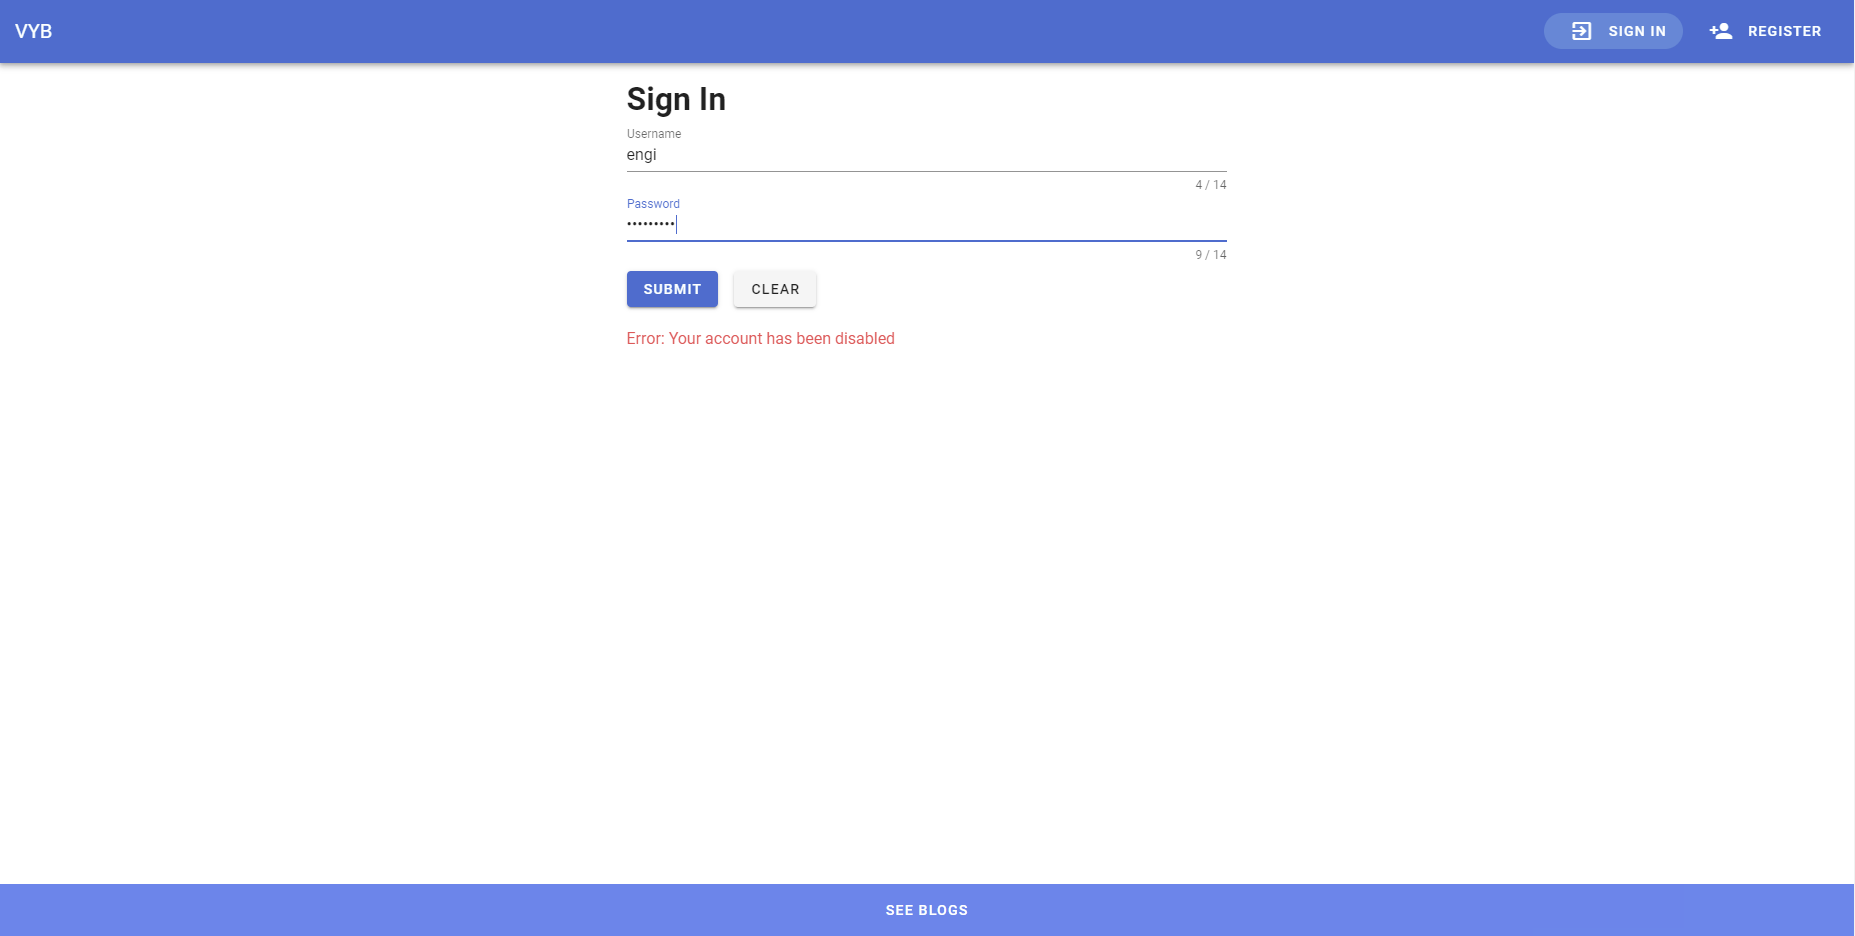 VYB
SIGN IN
REGISTER
Sign In
Username
engi
4 / 14
Password
•••••••••
9 / 14
SUBMIT
CLEAR
Error: Your account has been disabled
SEE BLOGS